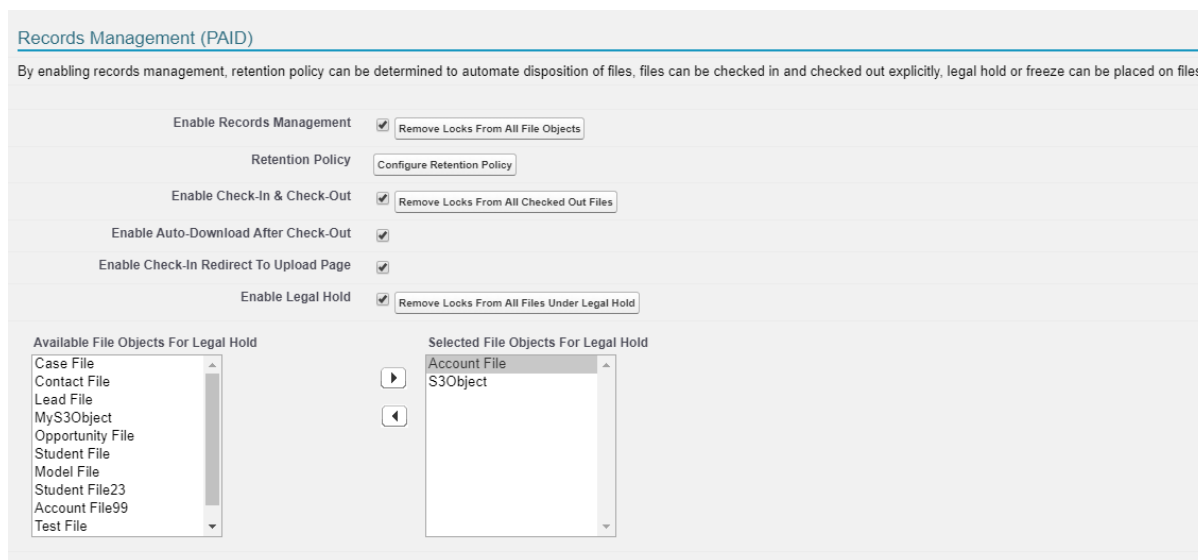 Records Management (PAID)
By enabling records management, retention policy can be determined to automate disposition of files, files can be checked in and checked out explicitly, legal hold or freeze can be placed on files
Enable Records Management Remove Locks From All File Objects
Retention Policy Configure Retention Policy
Enable Check-In & Check-Out Remove Locks From All Checked Out Files
Enable Auto-Download After Check-Out
Enable Check-In Redirect To Upload Page
Enable Legal Hold Remove Locks From All Files Under Legal Hold
Available File Objects For Legal Hold
Case File
Contact File
Lead File
MyS3Object
Opportunity File
Student File
Model File
Student File23
Account File99
Test File
Selected File Objects For Legal Hold
Account File
S3Object